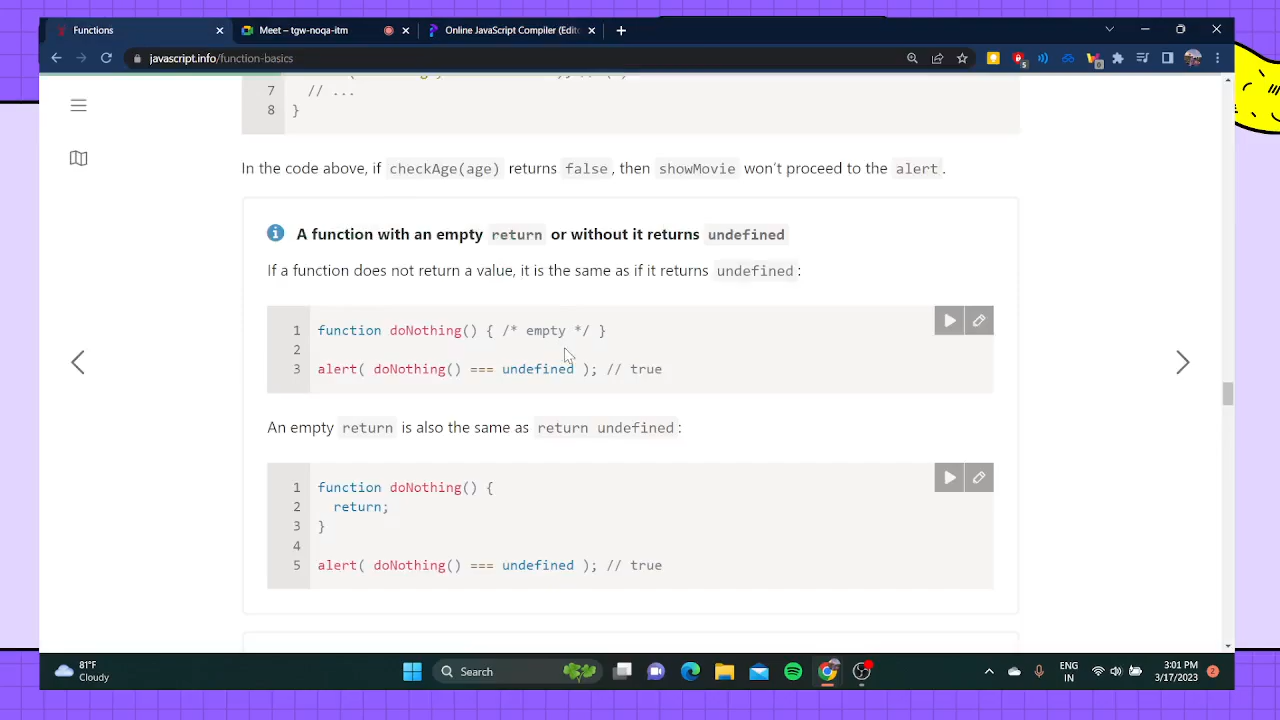 Functions
Meet – tgw-noqa-itm
Online JavaScript Compiler (Edit
javascript.info/function-basics
7 // ...
8 }
In the code above, if checkAge(age) returns false, then showMovie won't proceed to the alert.
A function with an empty return or without it returns undefined
If a function does not return a value, it is the same as if it returns undefined:
1 function doNothing() { /* empty */ }
2
3 alert( doNothing() === undefined ); // true
An empty return is also the same as return undefined:
1 function doNothing() {
2 return;
3 }
4
5 alert( doNothing() === undefined ); // true
81°F
Cloudy
Search
ENG
IN
3:01 PM
3/17/2023
2